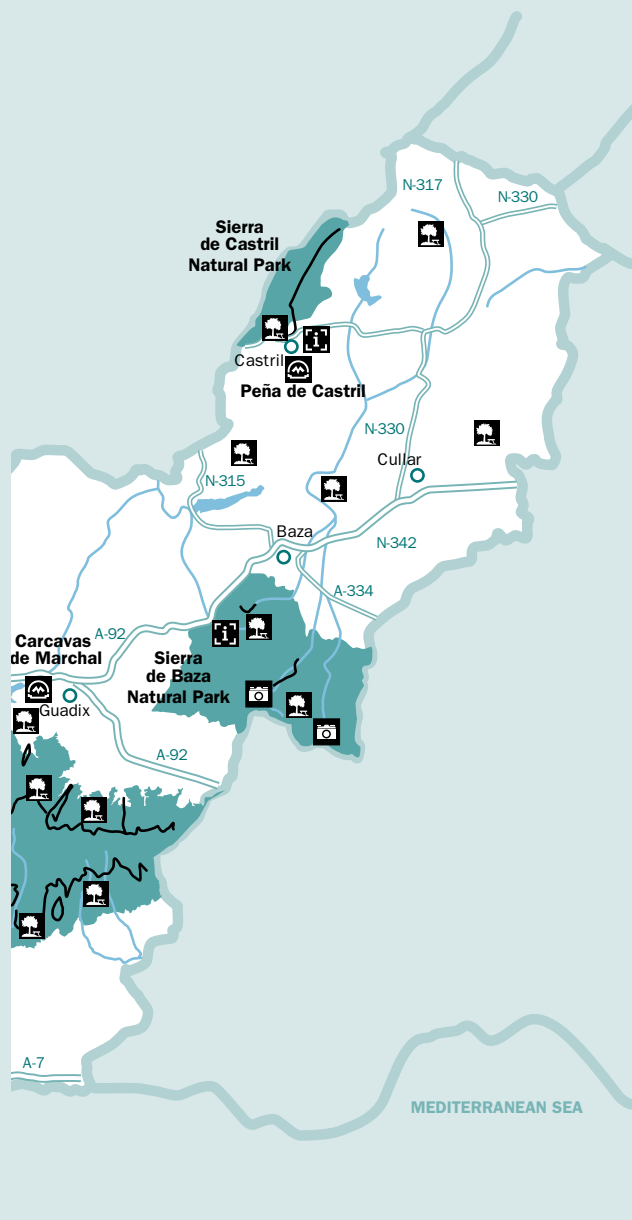 N-317
N-330
Sierra
de Castril
Natural Park
Castril
Peña de Castril
N-330
Cullar
N-315
Baza
N-342
A-334
Carcavas
de Marchal
A-92
Sierra
de Baza
Natural Park
Guadix
A-92
A-7
MEDITERRANEAN SEA